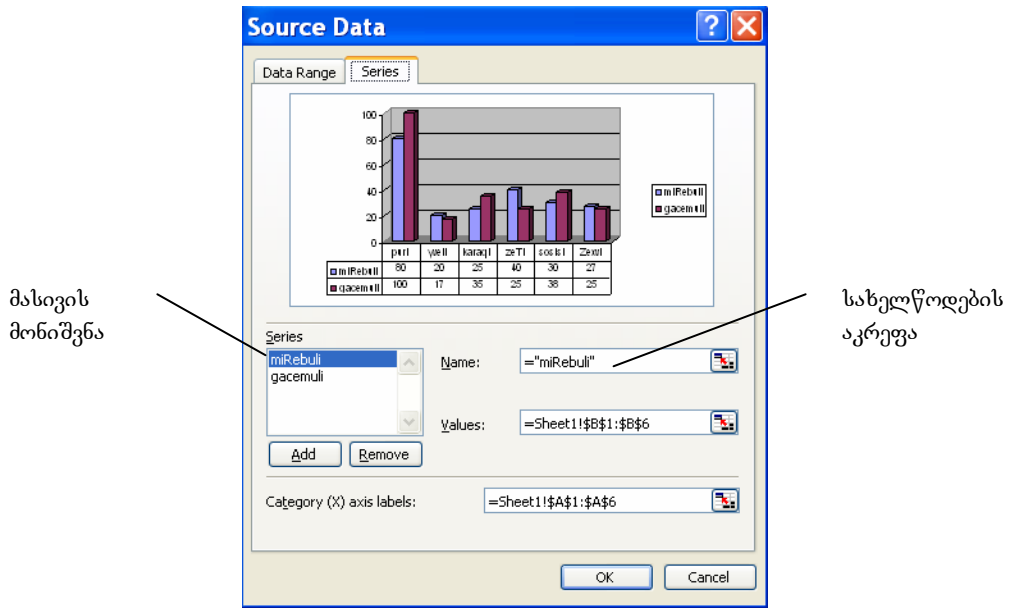 Source Data
Data Range Series
100
80
60
40
20
0
puri yveli karaqi zeTi sosisi Zexvi
miRebuli 80 20 25 40 30 27
gacemuli 100 17 35 25 38 25
miRebuli
gacemuli
მასივის
მონიშვნა
სახელწოდების
აკრეფა
Series
miRebuli
gacemuli
Name: ="miRebuli"
Values: =Sheet1!$B$1:$B$6
Add Remove
Category (X) axis labels: =Sheet1!$A$1:$A$6
OK Cancel